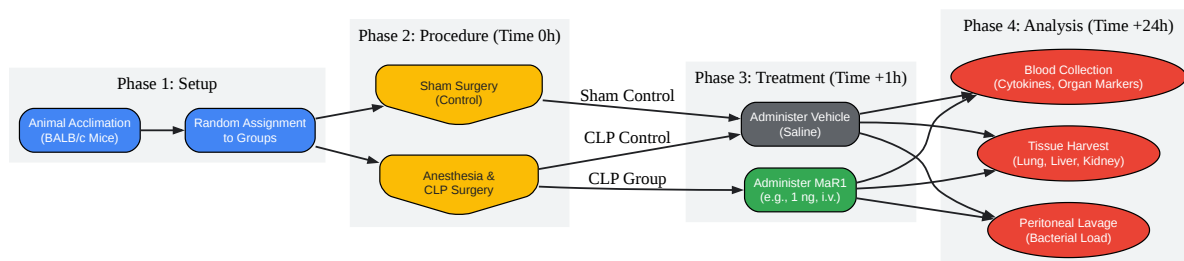 Phase 1: Setup
Animal Acclimation
(BALB/c Mice)
Random Assignment
to Groups
Phase 2: Procedure (Time 0h)
Sham Surgery
(Control)
Anesthesia &
CLP Surgery
Sham Control
CLP Control
CLP Group
Phase 3: Treatment (Time +1h)
Administer Vehicle
(Saline)
Administer MaR1
(e.g., 1 ng, i.v.)
Phase 4: Analysis (Time +24h)
Blood Collection
(Cytokines, Organ Markers)
Tissue Harvest
(Lung, Liver, Kidney)
Peritoneal Lavage
(Bacterial Load)